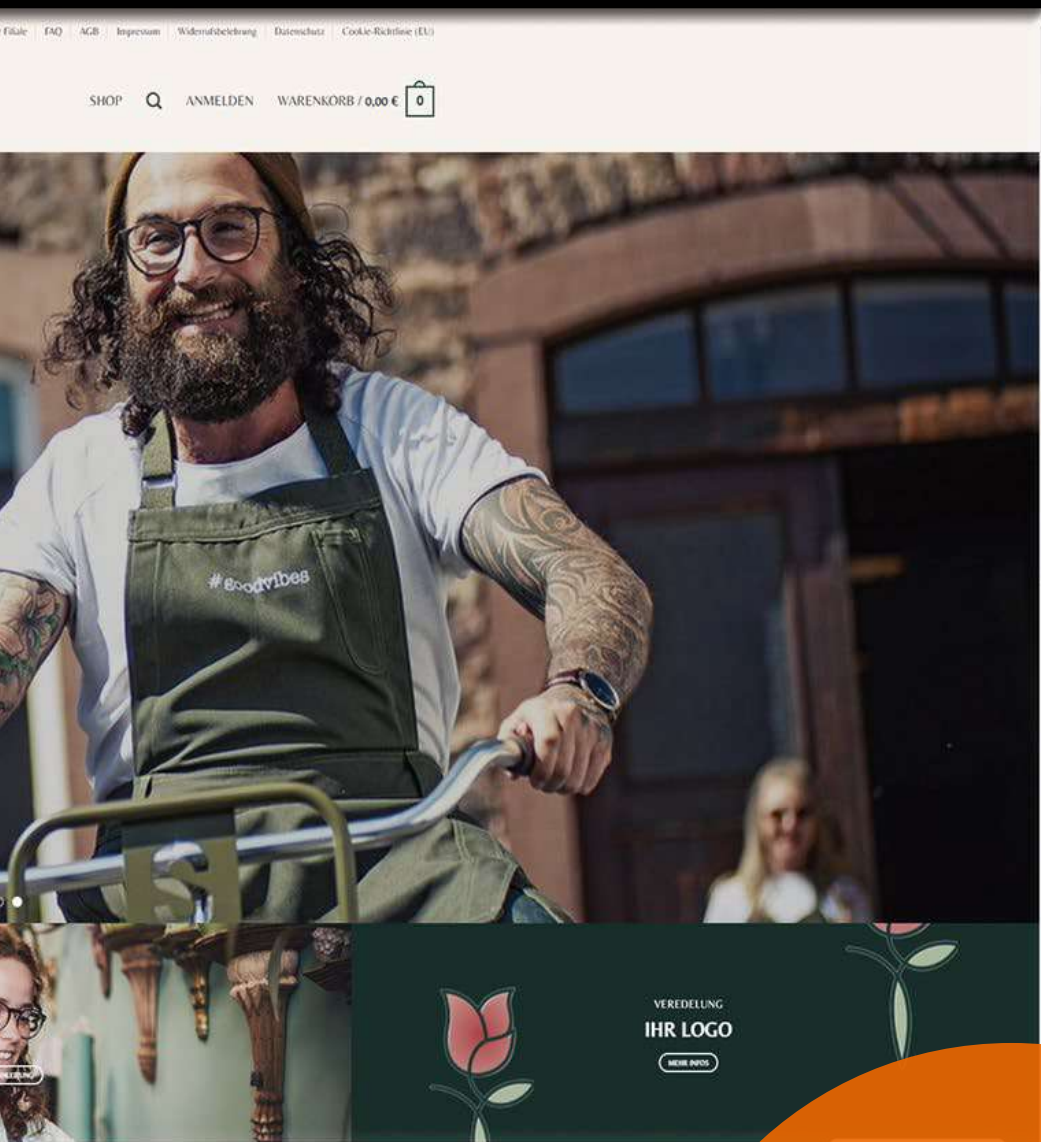 Filiale FAQ AGB Impressum Widerrufsbelehrung Datenschutz Cookie-Richtlinie (EU)
SHOP ANMELDEN WARENKORB / 0,00 € 0
#goodvibes
S
VEREDELUNG
IHR LOGO
MEHR INFOS